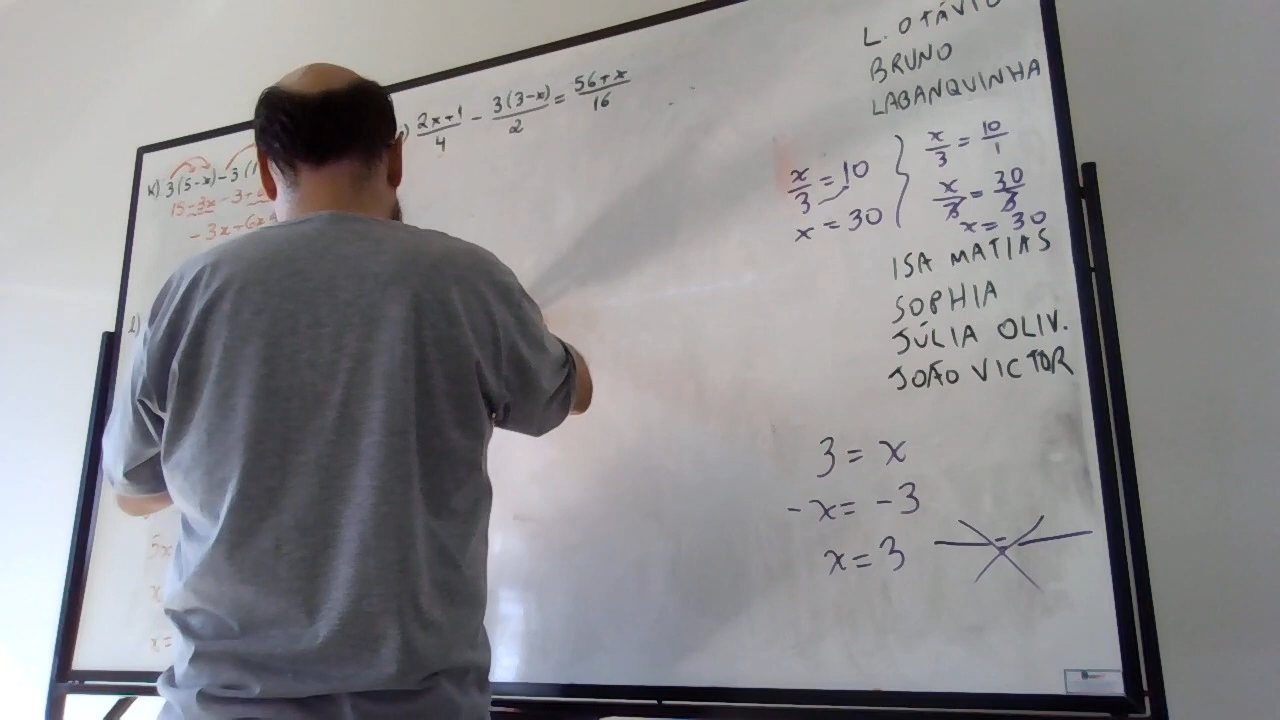 L. OTÁVIO
BRUNO
LABANQUINHA
2x+1/4 - 3(3-x)/2 = 56+x/16
k) 3(5-x)-3(1
15-3x-3+
-3x+6x
x/3 = 10
x = 30
x/3 = 10/1
x/3 = 30/3
x = 30
ISA MATIAS
SOPHIA
JÚLIA OLIV.
JOÃO VICTOR
l)
3 = x
-x = -3
x = 3
5x
x
x=